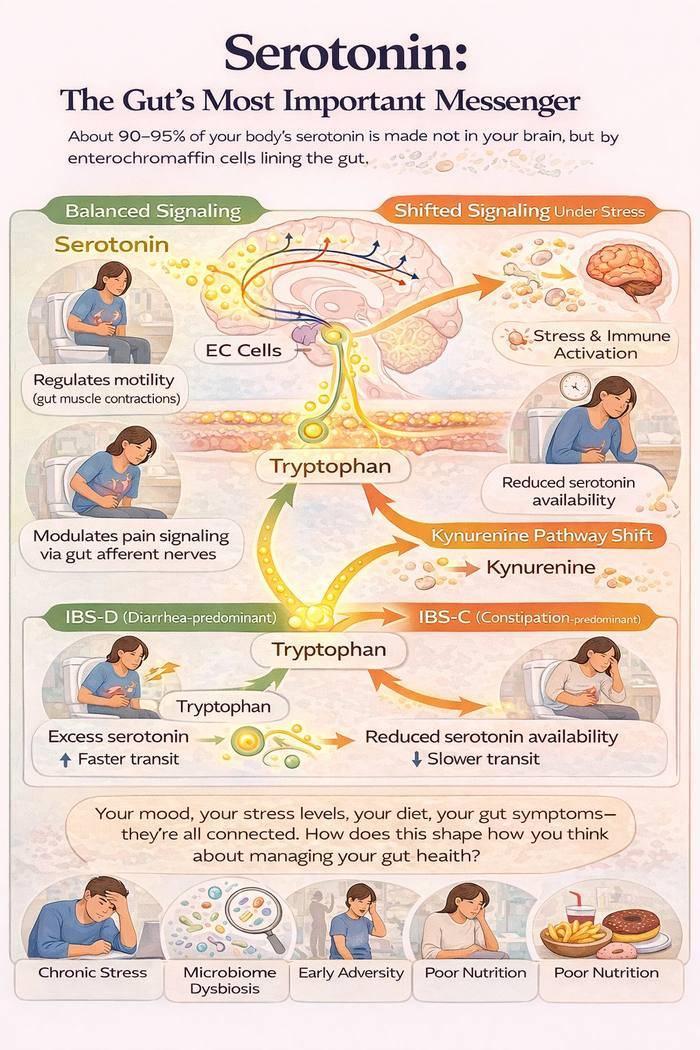 Serotonin:
The Gut's Most Important Messenger
About 90–95% of your body's serotonin is made not in your brain, but by
enterochromaffin cells lining the gut.
Balanced Signaling
Shifted Signaling Under Stress
Serotonin
EC Cells
Stress & Immune
Activation
Regulates motility
(gut muscle contractions)
Tryptophan
Reduced serotonin
availability
Modulates pain signaling
via gut afferent nerves
Kynurenine Pathway Shift
Kynurenine
IBS-D (Diarrhea-predominant)
IBS-C (Constipation-predominant)
Tryptophan
Tryptophan
Excess serotonin
↑ Faster transit
Reduced serotonin availability
↓ Slower transit
Your mood, your stress levels, your diet, your gut symptoms—
they're all connected. How does this shape how you think
about managing your gut health?
Chronic Stress
Microbiome
Dysbiosis
Early Adversity
Poor Nutrition
Poor Nutrition